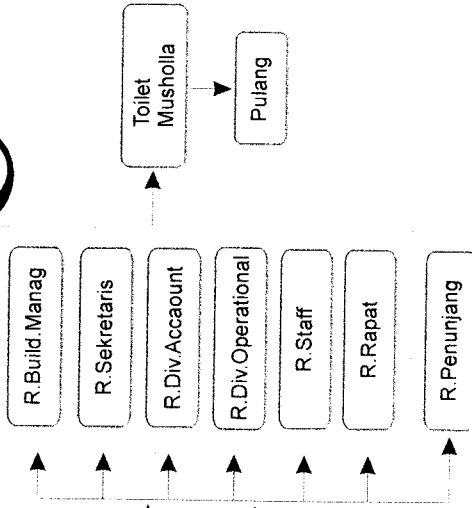 R.Build.Manag
R.Sekretaris
R.Div.Accaount
R.Div.Operational
R.Staff
R.Rapat
R.Penunjang
Toilet
Musholla
Pulang